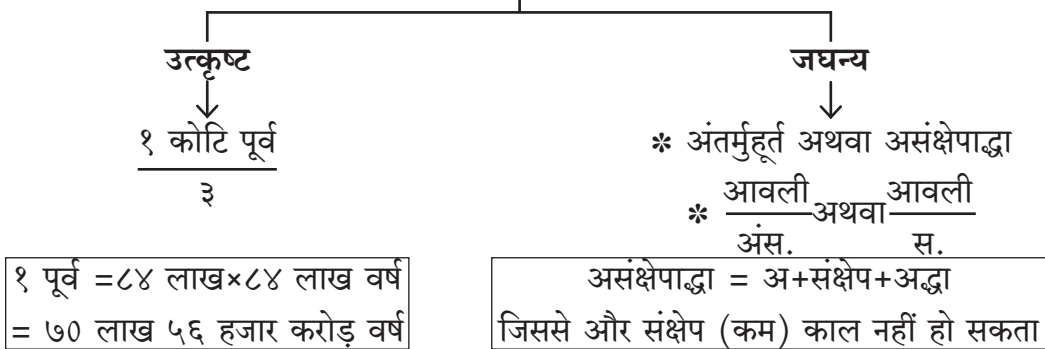 उत्कृष्ट
१ कोटि पूर्व
३
१ पूर्व =८४ लाख×८४ लाख वर्ष
= ७० लाख ५६ हजार करोड़ वर्ष
जघन्य
* अंतर्मुहूर्त अथवा असंक्षेपाद्धा
* आवली अथवा आवली
अंस. स.
असंक्षेपाद्धा = अ+संक्षेप+अद्धा
जिससे और संक्षेप (कम) काल नहीं हो सकता